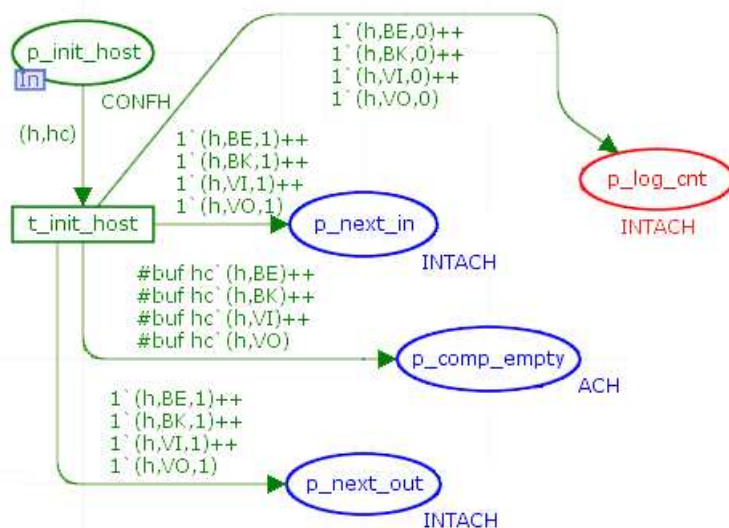 p_init_host
In
CONFH
(h,hc)
1`(h,BE,0)++
1`(h,BK,0)++
1`(h,VI,0)++
1`(h,VO,0)
p_log_cnt
INTACH
1`(h,BE,1)++
1`(h,BK,1)++
1`(h,VI,1)++
1`(h,VO,1)
t_init_host
p_next_in
INTACH
#buf hc`(h,BE)++
#buf hc`(h,BK)++
#buf hc`(h,VI)++
#buf hc`(h,VO)
p_comp_empty
ACH
1`(h,BE,1)++
1`(h,BK,1)++
1`(h,VI,1)++
1`(h,VO,1)
p_next_out
INTACH